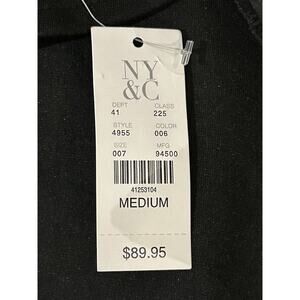 NY
&C
DEPT CLASS
41 225
STYLE COLOR
4955 006
SIZE MFG
007 94500
41253104
MEDIUM
$89.95